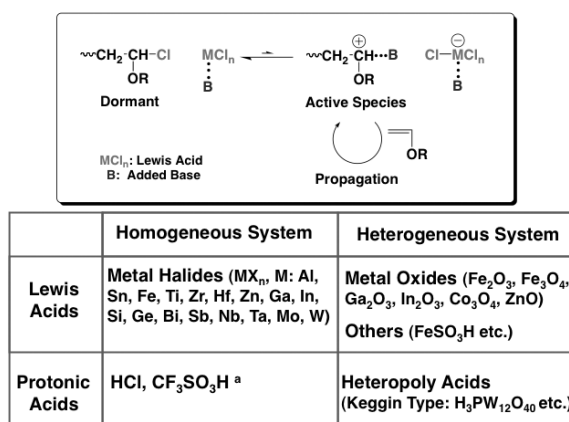 CH₂-CH-Cl
OR
MClₙ
B
Dormant
⊕
CH₂-CH···B
OR
Active Species
⊖
Cl—MClₙ
B
OR
Propagation
MClₙ: Lewis Acid
B: Added Base
Homogeneous System
Heterogeneous System
Lewis
Acids
Metal Halides (MXₙ, M: Al,
Sn, Fe, Ti, Zr, Hf, Zn, Ga, In,
Si, Ge, Bi, Sb, Nb, Ta, Mo, W)
Metal Oxides (Fe₂O₃, Fe₃O₄,
Ga₂O₃, In₂O₃, Co₃O₄, ZnO)
Others (FeSO₃H etc.)
Protonic
Acids
HCl, CF₃SO₃H ᵃ
Heteropoly Acids
(Keggin Type: H₃PW₁₂O₄₀ etc.)